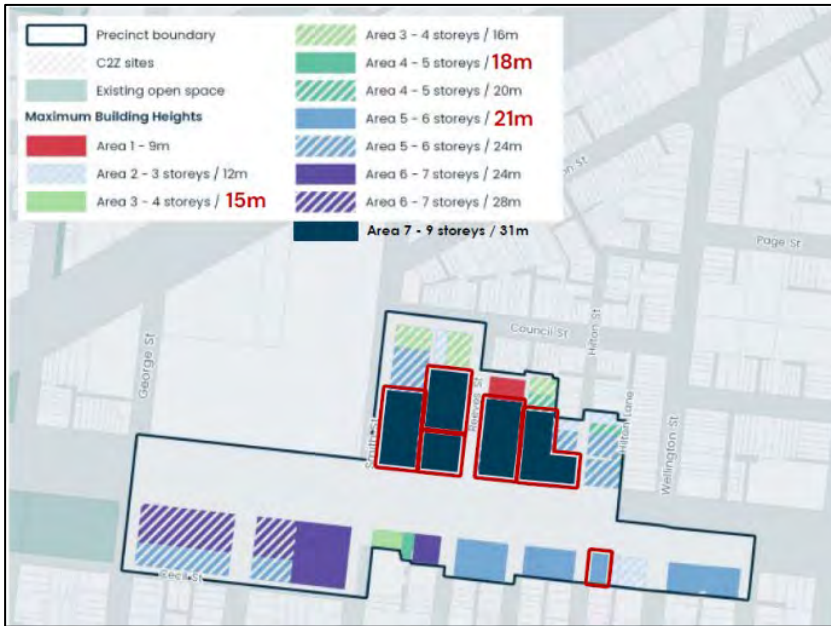 Precinct boundary
C2Z sites
Existing open space
Maximum Building Heights
Area 1 - 9m
Area 2 - 3 storeys / 12m
Area 3 - 4 storeys / 15m
Area 3 - 4 storeys / 16m
Area 4 - 5 storeys / 18m
Area 4 - 5 storeys / 20m
Area 5 - 6 storeys / 21m
Area 5 - 6 storeys / 24m
Area 6 - 7 storeys / 24m
Area 6 - 7 storeys / 28m
Area 7 - 9 storeys / 31m
Page St
Council St
Hilton St
George St
Reeves St
Smith St
Hilton Lane
Wellington St
Cecil St